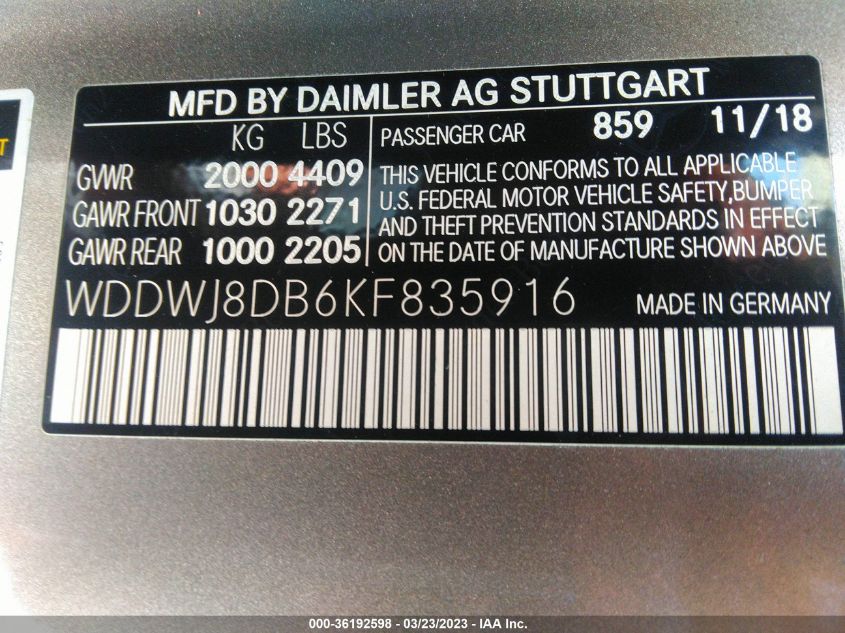 MFD BY DAIMLER AG STUTTGART
KG LBS
GVWR 2000 4409
GAWR FRONT 1030 2271
GAWR REAR 1000 2205
PASSENGER CAR 859 11/18
THIS VEHICLE CONFORMS TO ALL APPLICABLE
U.S. FEDERAL MOTOR VEHICLE SAFETY,BUMPER
AND THEFT PREVENTION STANDARDS IN EFFECT
ON THE DATE OF MANUFACTURE SHOWN ABOVE
WDDWJ8DB6KF835916 MADE IN GERMANY
000-36192598 - 03/23/2023 - IAA Inc.